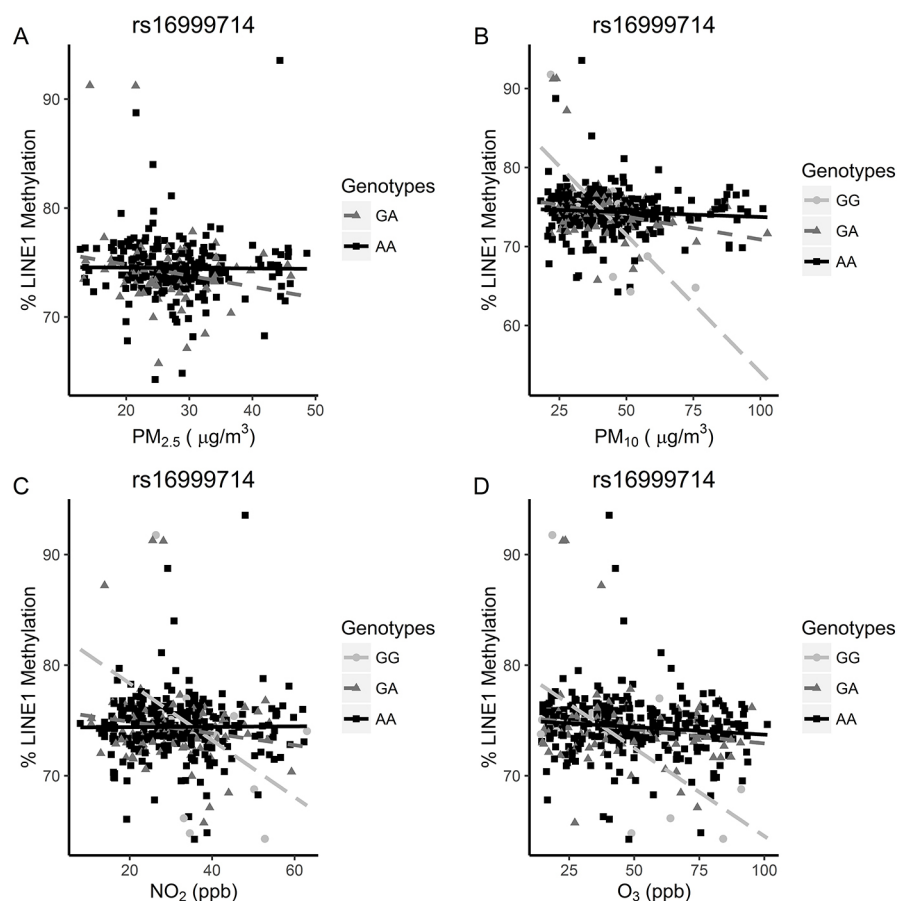 A
rs16999714
% LINE1 Methylation
90
80
70
20
30
40
50
PM2.5 ( μg/m3)
Genotypes
GA
AA
B
rs16999714
% LINE1 Methylation
90
80
70
60
25
50
75
100
PM10 ( μg/m3)
Genotypes
GG
GA
AA
C
rs16999714
% LINE1 Methylation
90
80
70
20
40
60
NO2 (ppb)
Genotypes
GG
GA
AA
D
rs16999714
% LINE1 Methylation
90
80
70
25
50
75
100
O3 (ppb)
Genotypes
GG
GA
AA